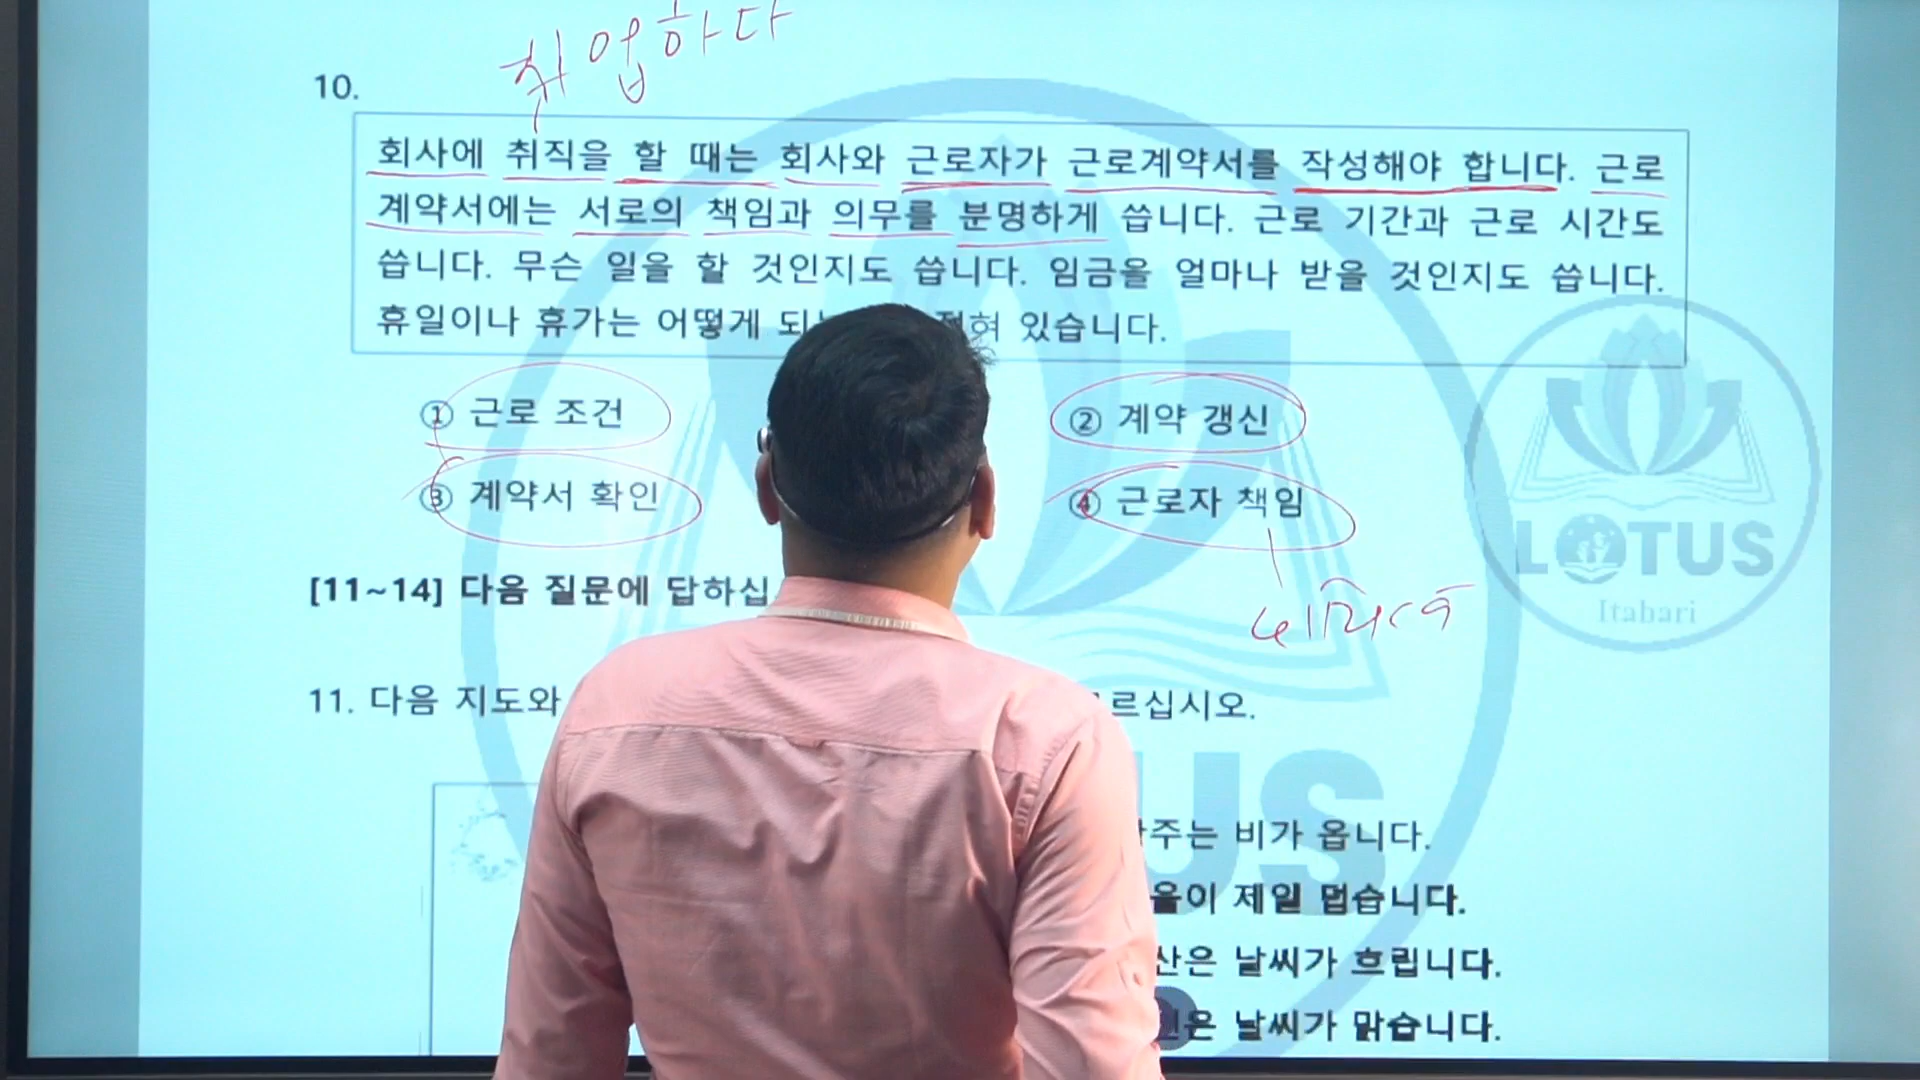 취업하다
10.
회사에 취직을 할 때는 회사와 근로자가 근로계약서를 작성해야 합니다. 근로
계약서에는 서로의 책임과 의무를 분명하게 씁니다. 근로 기간과 근로 시간도
씁니다. 무슨 일을 할 것인지도 씁니다. 임금을 얼마나 받을 것인지도 씁니다.
휴일이나 휴가는 어떻게 있습니다.
① 근로 조건
② 계약 갱신
③ 계약서 확인
④ 근로자 책임
LOTUS
Itabari
[11~14] 다음 질문에 답하십
11. 다음 지도와 르십시오.
주는 비가 옵니다.
을이 제일 덥습니다.
산은 날씨가 흐립니다.
은 날씨가 맑습니다.
US